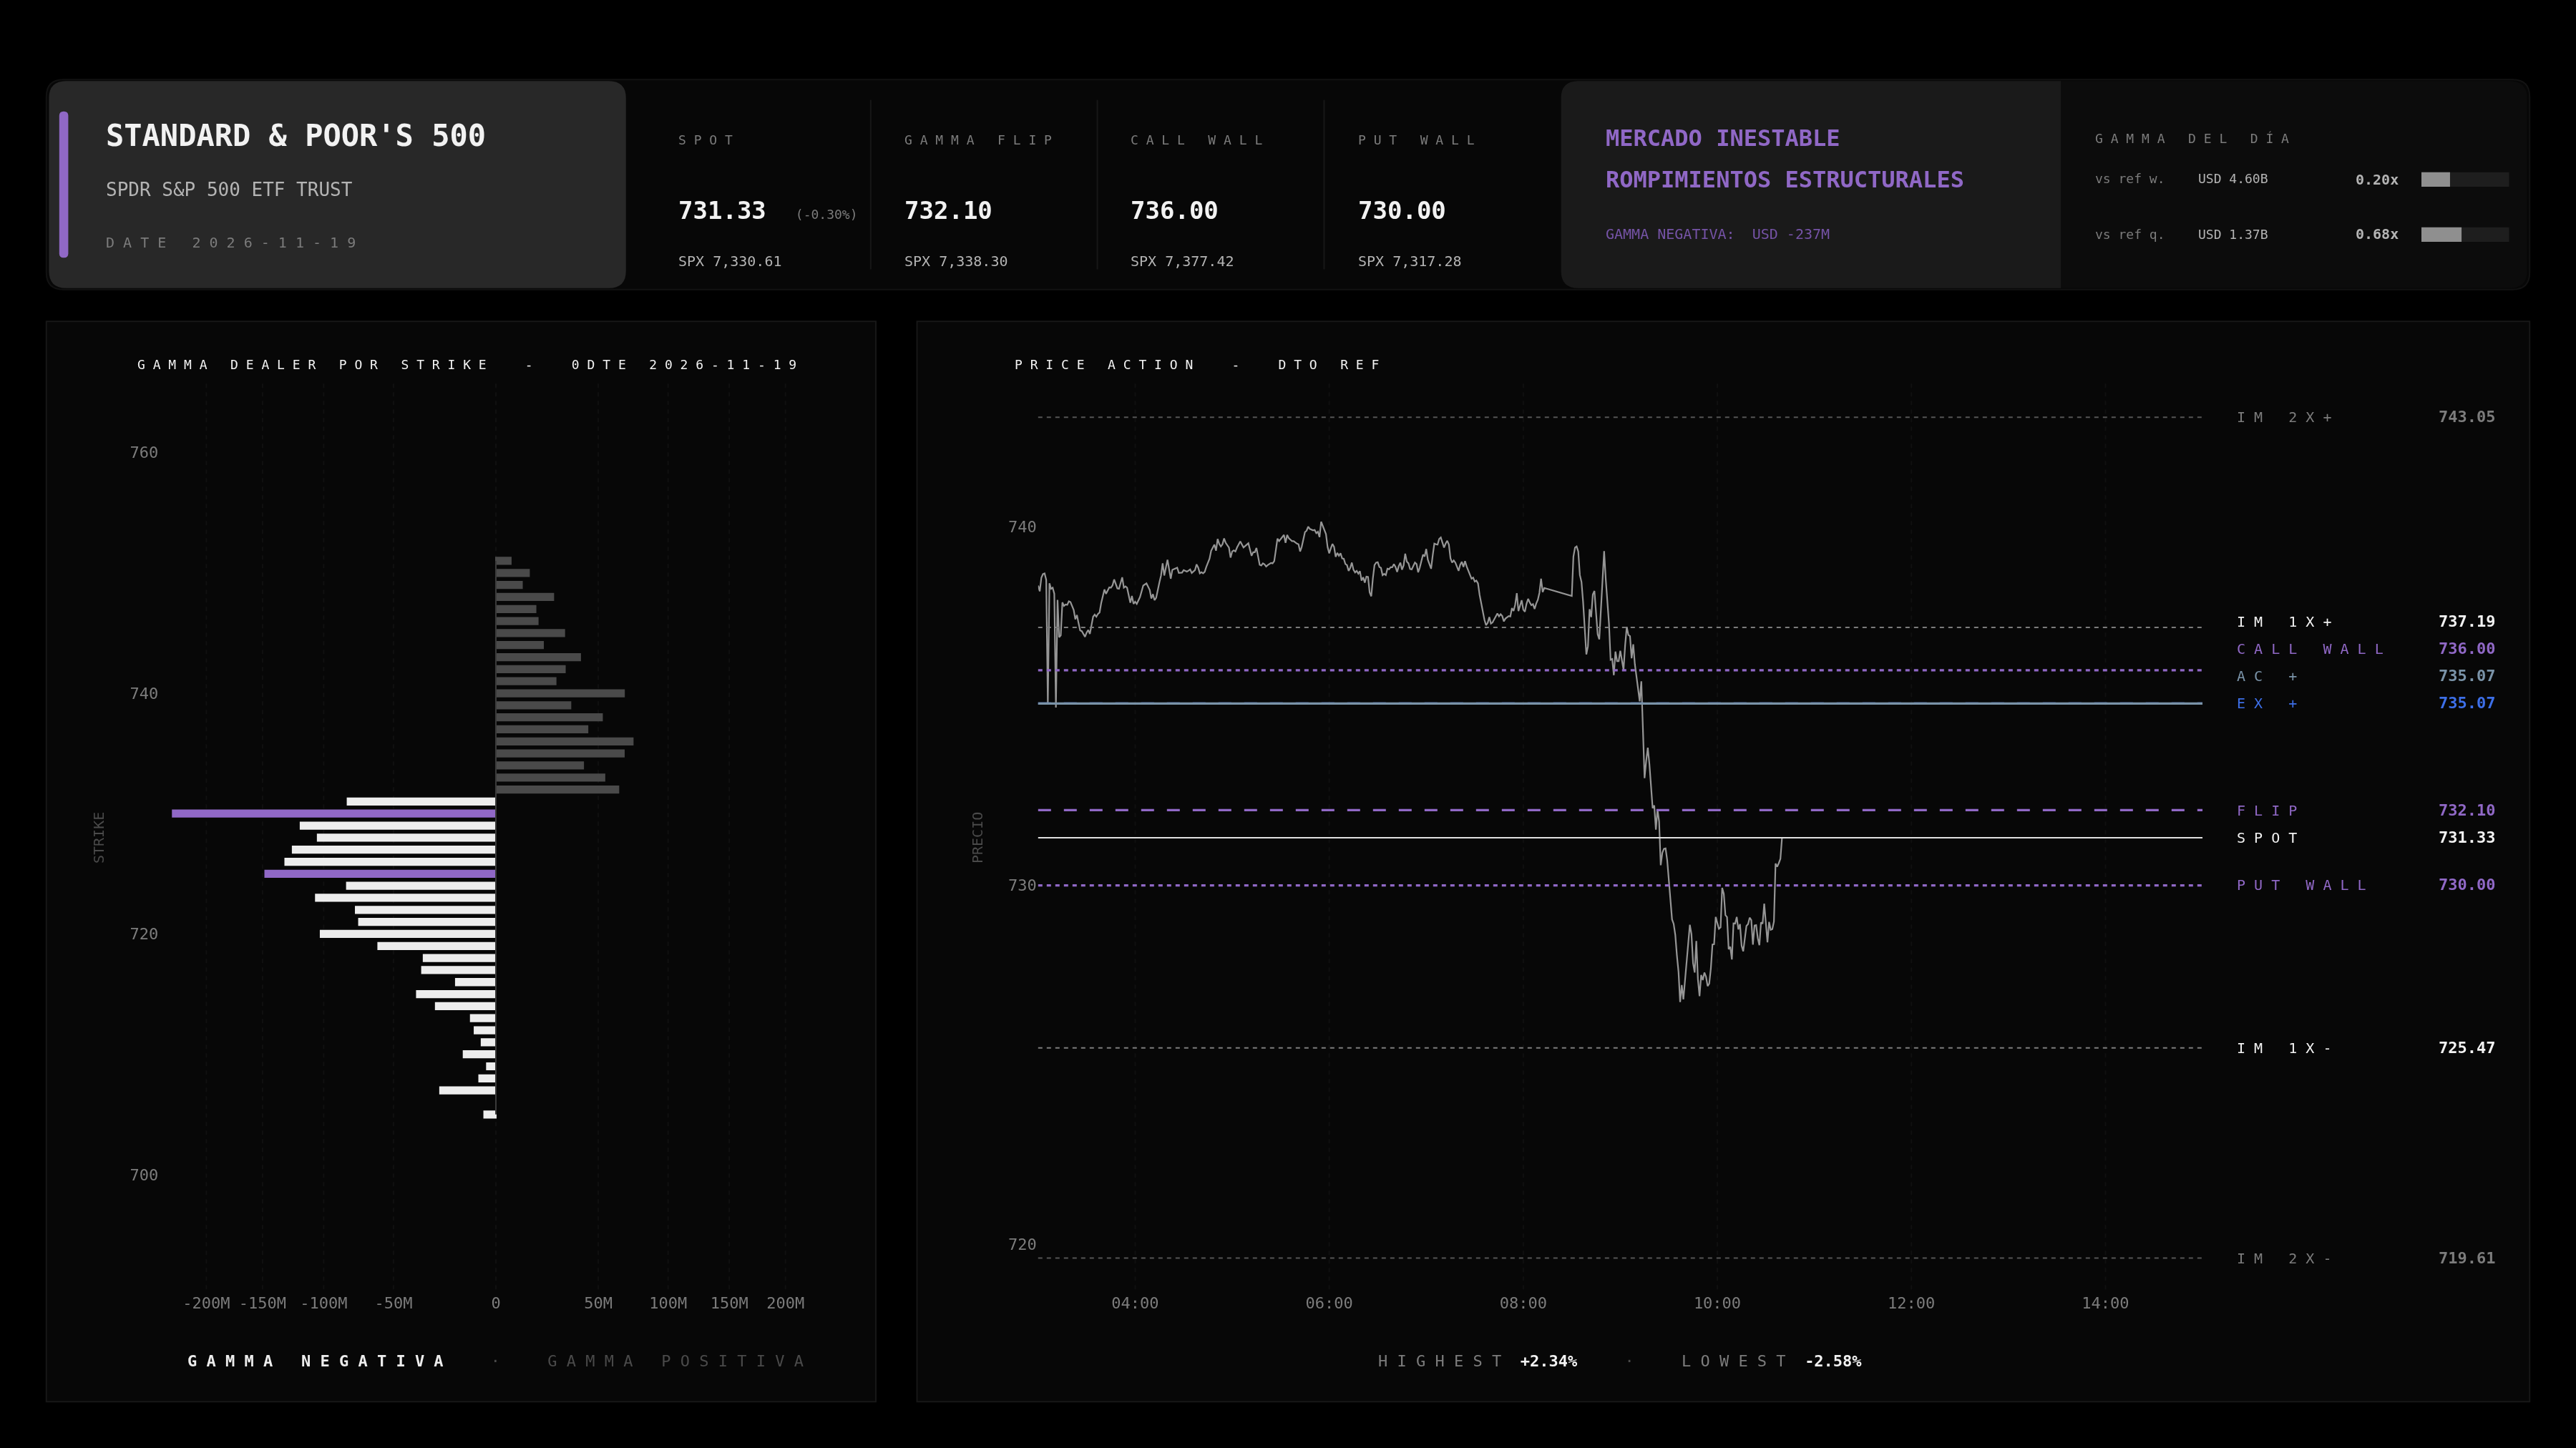 STANDARD & POOR'S 500
SPDR S&P 500 ETF TRUST
DATE 2026-11-19
SPOT
731.33 (-0.30%)
SPX 7,330.61
GAMMA FLIP
732.10
SPX 7,338.30
CALL WALL
736.00
SPX 7,377.42
PUT WALL
730.00
SPX 7,317.28
MERCADO INESTABLE
ROMPIMIENTOS ESTRUCTURALES
GAMMA NEGATIVA: USD -237M
GAMMA DEL DÍA
vs ref w. USD 4.60B 0.20x
vs ref q. USD 1.37B 0.68x
GAMMA DEALER POR STRIKE - 0DTE 2026-11-19
STRIKE
760
740
720
700
-200M -150M -100M -50M 0 50M 100M 150M 200M
GAMMA NEGATIVA · GAMMA POSITIVA
PRICE ACTION - DTO REF
PRECIO
740
730
720
IM 2X+ 743.05
IM 1X+ 737.19
CALL WALL 736.00
AC + 735.07
EX + 735.07
FLIP 732.10
SPOT 731.33
PUT WALL 730.00
IM 1X- 725.47
IM 2X- 719.61
04:00 06:00 08:00 10:00 12:00 14:00
HIGHEST +2.34% · LOWEST -2.58%